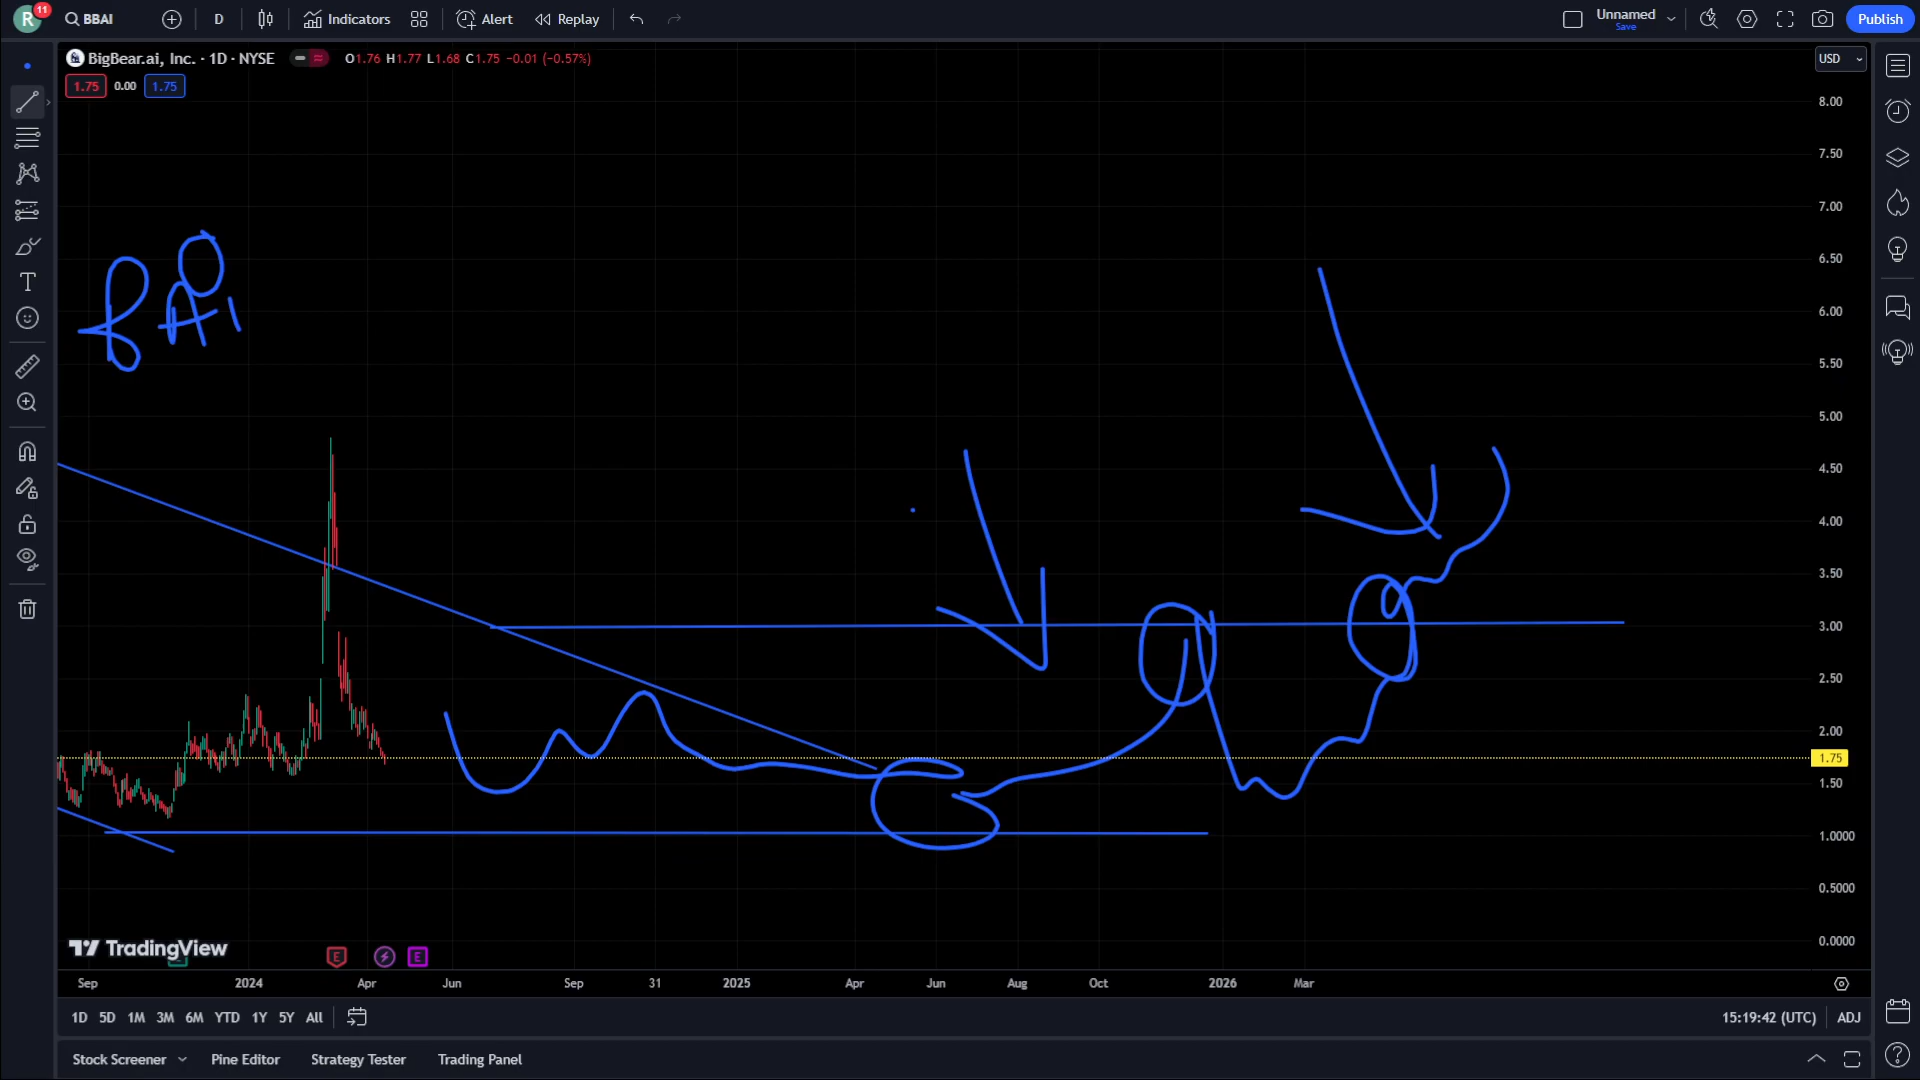 R 11 BBAI D Indicators Alert Replay Unnamed Save Publish
BigBear.ai, Inc. · 1D · NYSE O1.76 H1.77 L1.68 C1.75 −0.01 (−0.57%) USD
1.75 0.00 1.75
8.00
7.50
7.00
6.50
6.00
5.50
5.00
4.50
4.00
3.50
3.00
2.50
2.00
1.75
1.50
1.0000
0.5000
0.0000
TradingView
E E
Sep 2024 Apr Jun Sep 31 2025 Apr Jun Aug Oct 2026 Mar
1D 5D 1M 3M 6M YTD 1Y 5Y All 15:19:42 (UTC) ADJ
Stock Screener Pine Editor Strategy Tester Trading Panel